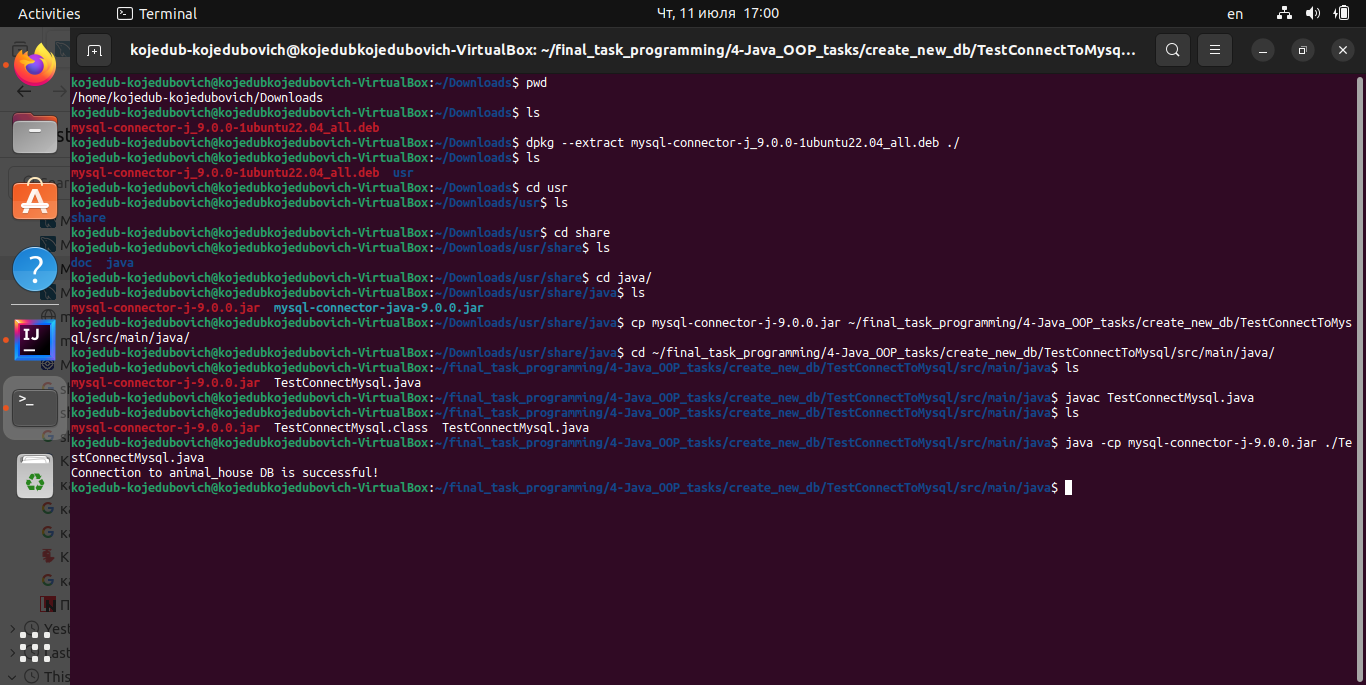 Activities Terminal Чт, 11 июля 17:00 en
kojedub-kojedubovich@kojedubkojedubovich-VirtualBox: ~/final_task_programming/4-Java_OOP_tasks/create_new_db/TestConnectToMysq...
kojedub-kojedubovich@kojedubkojedubovich-VirtualBox:~/Downloads$ pwd
/home/kojedub-kojedubovich/Downloads
kojedub-kojedubovich@kojedubkojedubovich-VirtualBox:~/Downloads$ ls
mysql-connector-j_9.0.0-1ubuntu22.04_all.deb
kojedub-kojedubovich@kojedubkojedubovich-VirtualBox:~/Downloads$ dpkg --extract mysql-connector-j_9.0.0-1ubuntu22.04_all.deb ./
kojedub-kojedubovich@kojedubkojedubovich-VirtualBox:~/Downloads$ ls
mysql-connector-j_9.0.0-1ubuntu22.04_all.deb usr
kojedub-kojedubovich@kojedubkojedubovich-VirtualBox:~/Downloads$ cd usr
kojedub-kojedubovich@kojedubkojedubovich-VirtualBox:~/Downloads/usr$ ls
share
kojedub-kojedubovich@kojedubkojedubovich-VirtualBox:~/Downloads/usr$ cd share
kojedub-kojedubovich@kojedubkojedubovich-VirtualBox:~/Downloads/usr/share$ ls
doc java
kojedub-kojedubovich@kojedubkojedubovich-VirtualBox:~/Downloads/usr/share$ cd java/
kojedub-kojedubovich@kojedubkojedubovich-VirtualBox:~/Downloads/usr/share/java$ ls
mysql-connector-j-9.0.0.jar mysql-connector-java-9.0.0.jar
kojedub-kojedubovich@kojedubkojedubovich-VirtualBox:~/Downloads/usr/share/java$ cp mysql-connector-j-9.0.0.jar ~/final_task_programming/4-Java_OOP_tasks/create_new_db/TestConnectToMys
ql/src/main/java/
kojedub-kojedubovich@kojedubkojedubovich-VirtualBox:~/Downloads/usr/share/java$ cd ~/final_task_programming/4-Java_OOP_tasks/create_new_db/TestConnectToMysql/src/main/java/
kojedub-kojedubovich@kojedubkojedubovich-VirtualBox:~/final_task_programming/4-Java_OOP_tasks/create_new_db/TestConnectToMysql/src/main/java$ ls
mysql-connector-j-9.0.0.jar TestConnectMysql.java
kojedub-kojedubovich@kojedubkojedubovich-VirtualBox:~/final_task_programming/4-Java_OOP_tasks/create_new_db/TestConnectToMysql/src/main/java$ javac TestConnectMysql.java
kojedub-kojedubovich@kojedubkojedubovich-VirtualBox:~/final_task_programming/4-Java_OOP_tasks/create_new_db/TestConnectToMysql/src/main/java$ ls
mysql-connector-j-9.0.0.jar TestConnectMysql.class TestConnectMysql.java
kojedub-kojedubovich@kojedubkojedubovich-VirtualBox:~/final_task_programming/4-Java_OOP_tasks/create_new_db/TestConnectToMysql/src/main/java$ java -cp mysql-connector-j-9.0.0.jar ./Te
stConnectMysql.java
Connection to animal_house DB is successful!
kojedub-kojedubovich@kojedubkojedubovich-VirtualBox:~/final_task_programming/4-Java_OOP_tasks/create_new_db/TestConnectToMysql/src/main/java$
IJ
Yest
This